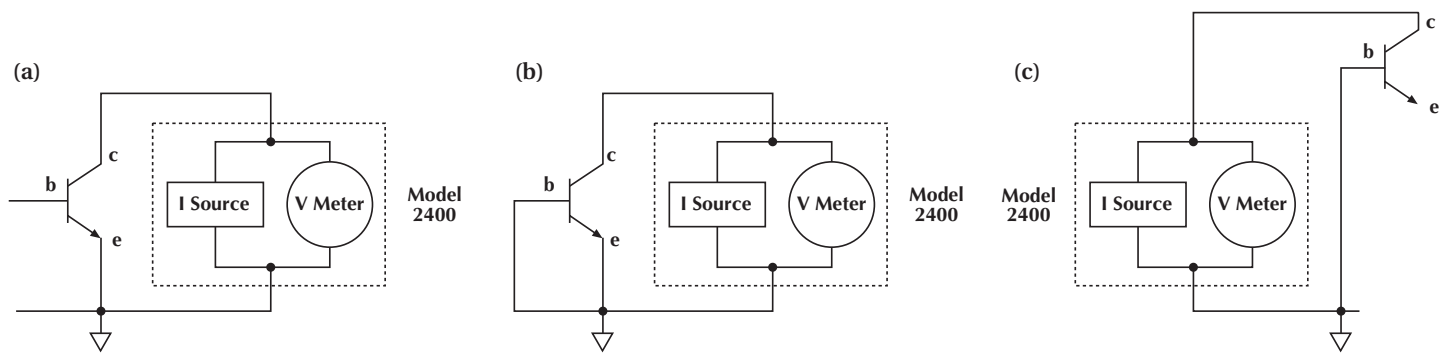 (a)
c
b
e
I Source
V Meter
Model
2400
(b)
c
b
e
I Source
V Meter
Model
2400
(c)
c
b
e
Model
2400
I Source
V Meter